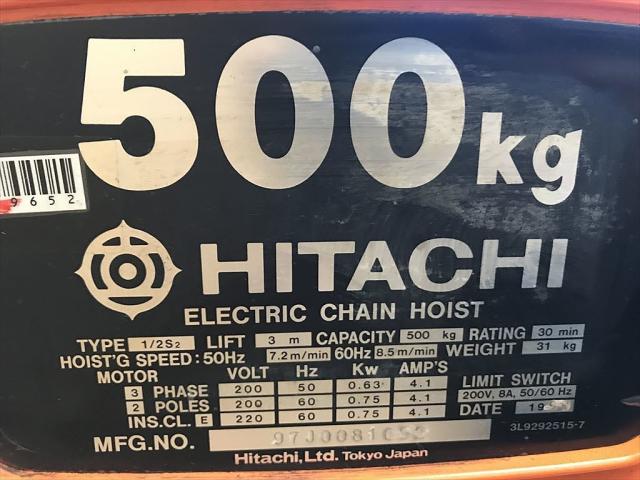 500kg
9652
HITACHI
ELECTRIC CHAIN HOIST
TYPE 1/2S2 LIFT 3 m CAPACITY 500 kg RATING 30 min
HOIST'G SPEED: 50Hz 7.2 m/min 60Hz 8.5 m/min WEIGHT 31 kg
MOTOR VOLT Hz Kw AMP'S
3 PHASE 200 50 0.63 4.1 LIMIT SWITCH
2 POLES 200 60 0.75 4.1 200V, 8A, 50/60 Hz
INS.CL. E 220 60 0.75 4.1 DATE
MFG.NO. 3L9292515-7
Hitachi, Ltd. Tokyo Japan